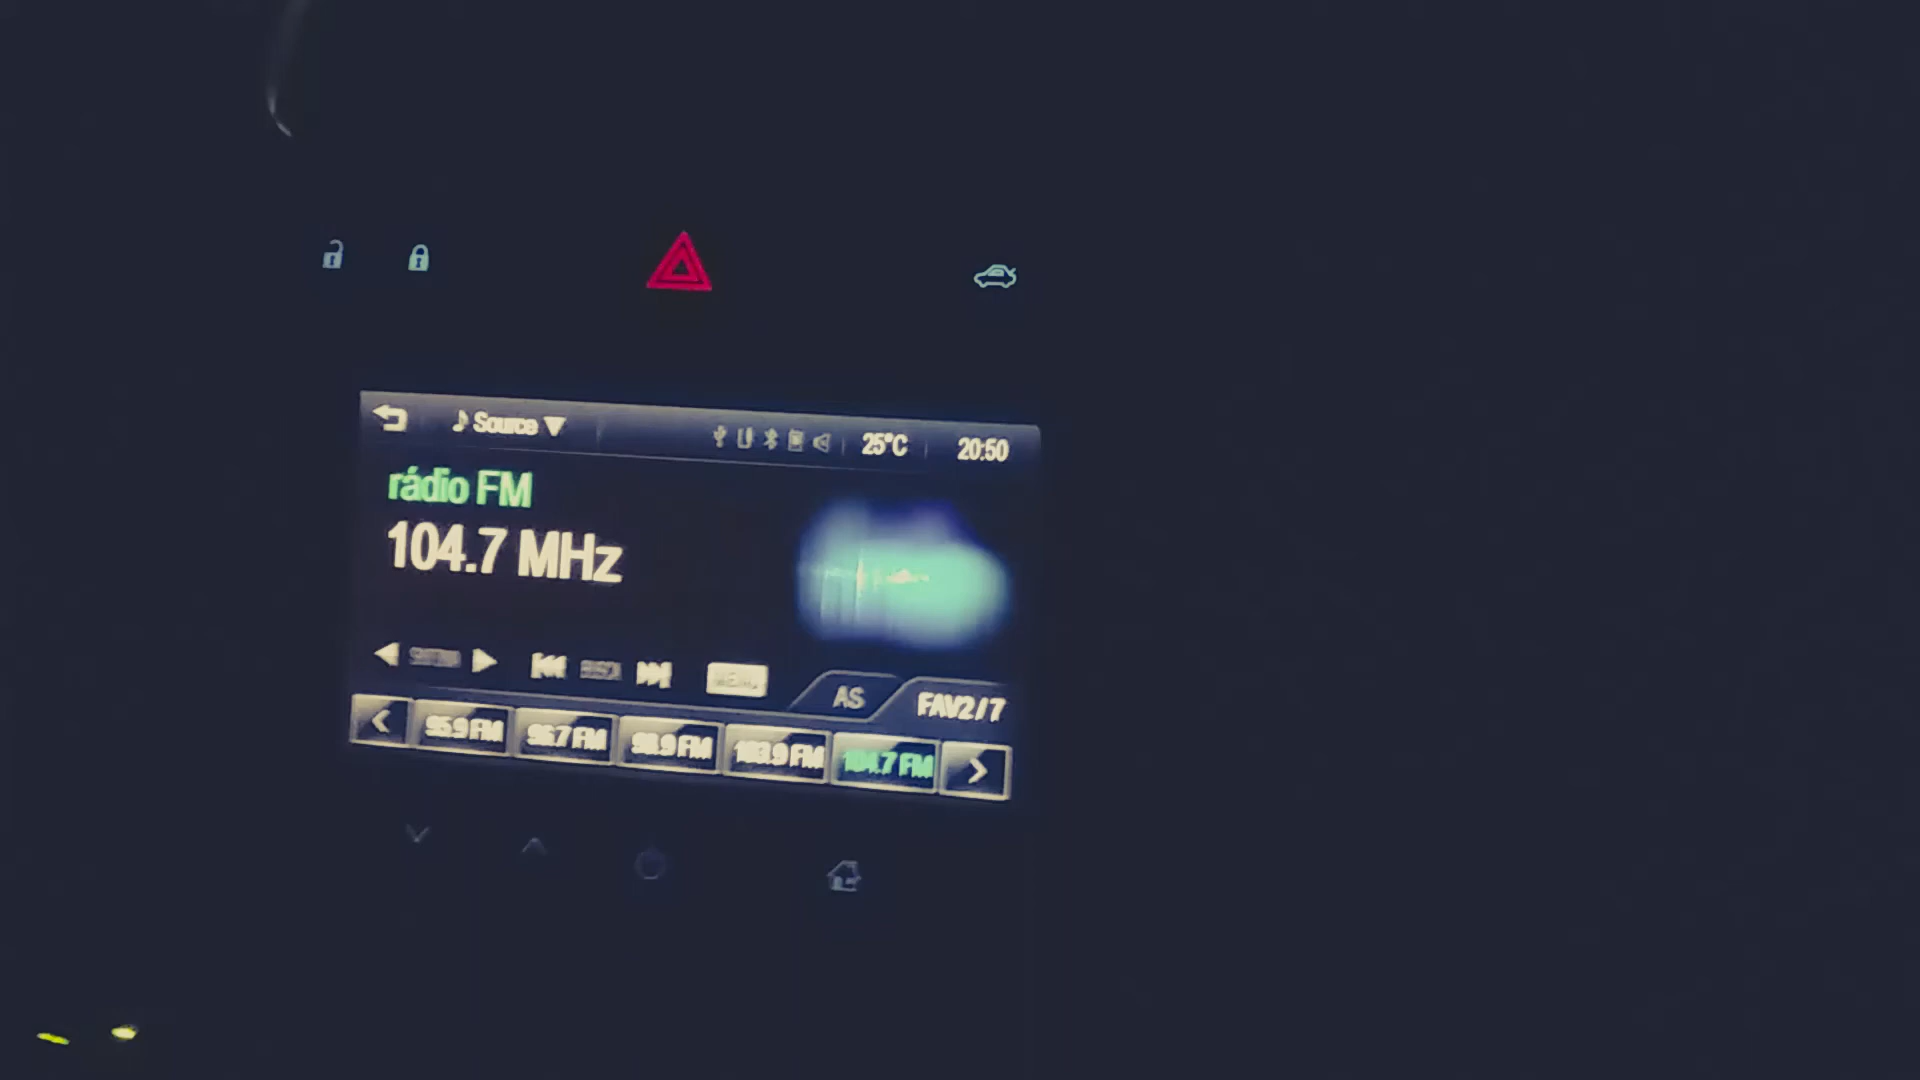 Source 25°C 20:50
rádio FM
104.7 MHz
AS FAV2/7
95.9 FM 96.7 FM 98.9 FM 103.9 FM 104.7 FM